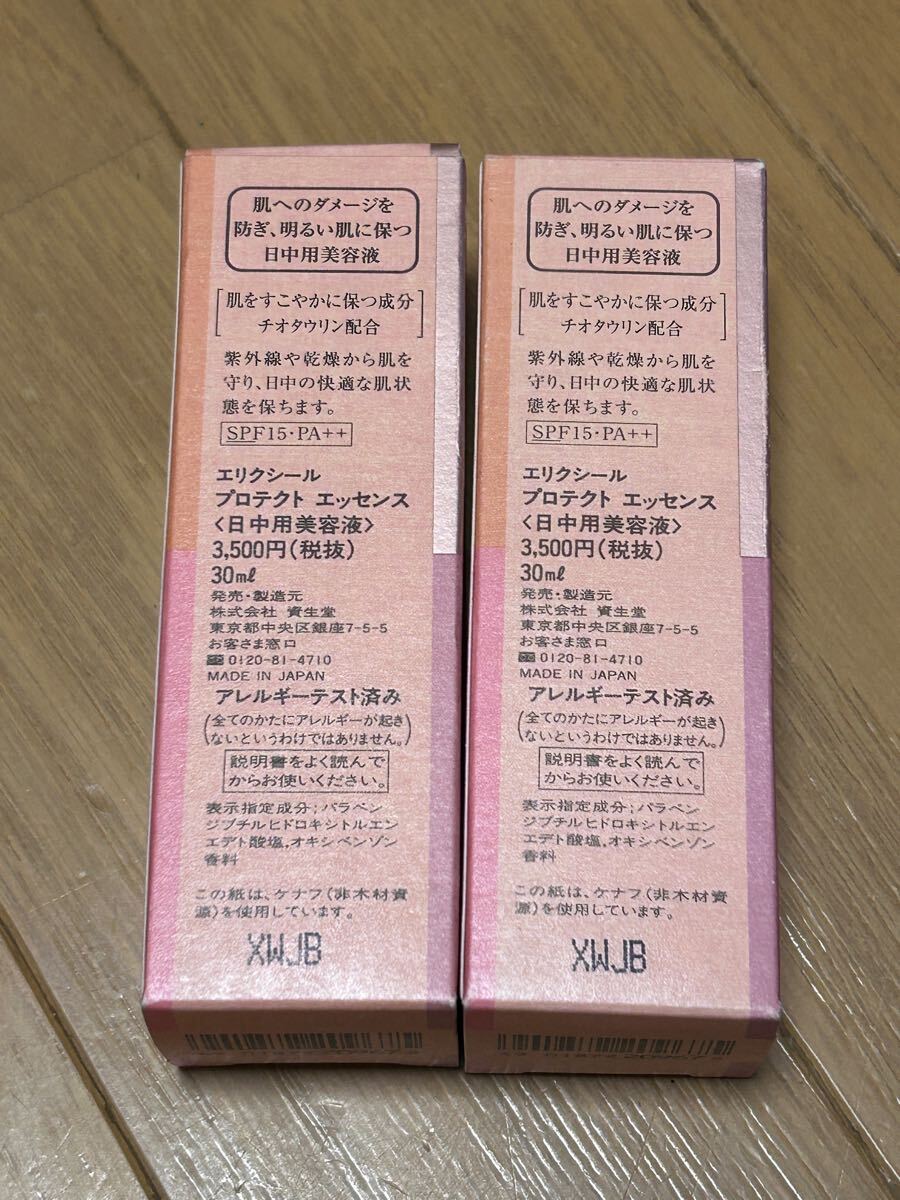 肌へのダメージを
防ぎ、明るい肌に保つ
日中用美容液
肌をすこやかに保つ成分
チオタウリン配合
紫外線や乾燥から肌を
守り、日中の快適な肌状
態を保ちます。
SPF15・PA++
エリクシール
プロテクト エッセンス
〈日中用美容液〉
3,500円(税抜)
30mℓ
発売・製造元
株式会社 資生堂
東京都中央区銀座7-5-5
お客さま窓口
0120-81-4710
MADE IN JAPAN
アレルギーテスト済み
(全てのかたにアレルギーが起き
ないというわけではありません。)
説明書をよく読んで
からお使いください。
表示指定成分;パラベン
ジブチルヒドロキシトルエン
エデト酸塩,オキシベンゾン
香料
この紙は、ケナフ(非木材資
源)を使用しています。
XWJB
肌へのダメージを
防ぎ、明るい肌に保つ
日中用美容液
肌をすこやかに保つ成分
チオタウリン配合
紫外線や乾燥から肌を
守り、日中の快適な肌状
態を保ちます。
SPF15・PA++
エリクシール
プロテクト エッセンス
〈日中用美容液〉
3,500円(税抜)
30mℓ
発売・製造元
株式会社 資生堂
東京都中央区銀座7-5-5
お客さま窓口
0120-81-4710
MADE IN JAPAN
アレルギーテスト済み
(全てのかたにアレルギーが起き
ないというわけではありません。)
説明書をよく読んで
からお使いください。
表示指定成分;パラベン
ジブチルヒドロキシトルエン
エデト酸塩,オキシベンゾン
香料
この紙は、ケナフ(非木材資
源)を使用しています。
XWJB